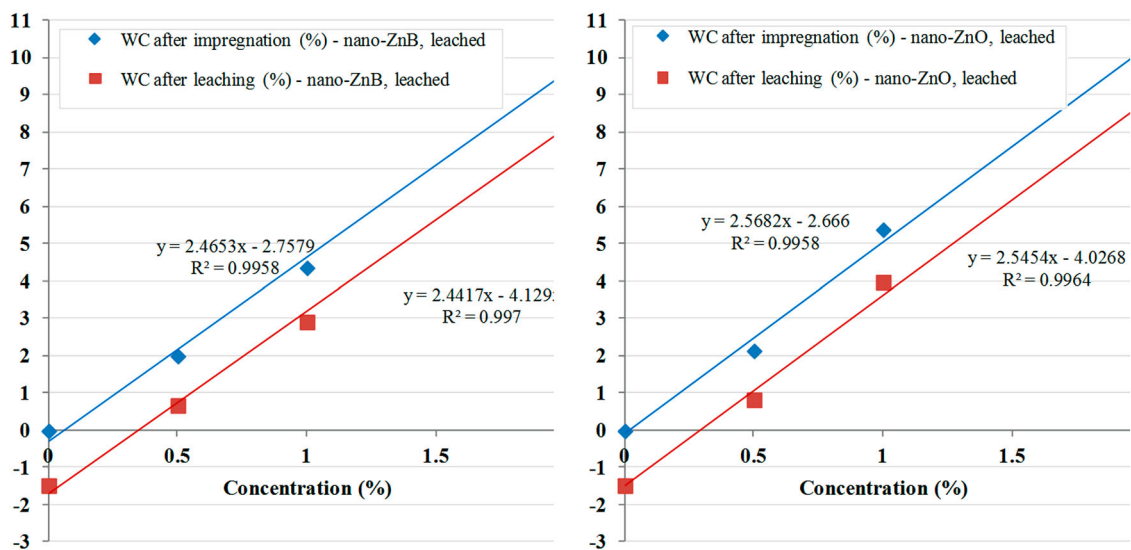 11
10
9
8
7
6
5
4
3
2
1
0
-1
-2
-3
WC after impregnation (%) - nano-ZnB, leached
WC after leaching (%) - nano-ZnB, leached
y = 2.4653x - 2.7579
R² = 0.9958
y = 2.4417x - 4.129
R² = 0.997
0 0.5 1 1.5
Concentration (%)
11
10
9
8
7
6
5
4
3
2
1
0
-1
-2
-3
WC after impregnation (%) - nano-ZnO, leached
WC after leaching (%) - nano-ZnO, leached
y = 2.5682x - 2.666
R² = 0.9958
y = 2.5454x - 4.0268
R² = 0.9964
0 0.5 1 1.5
Concentration (%)